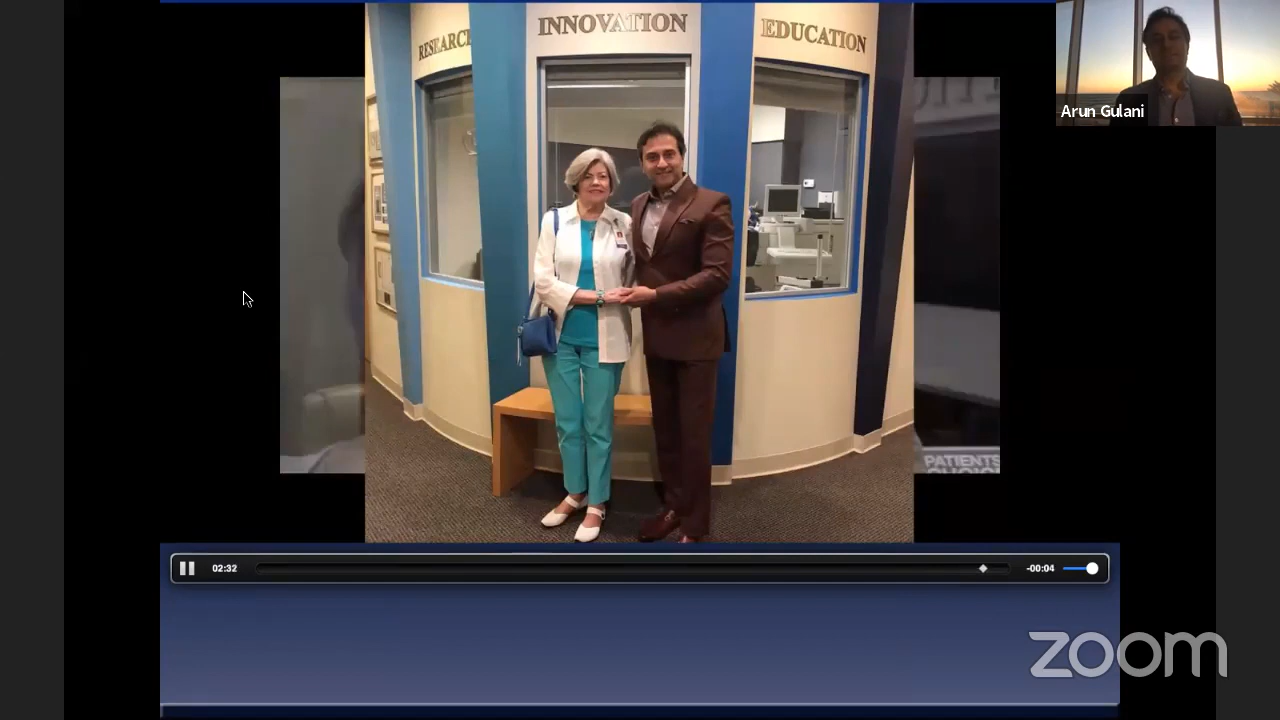 RESEARCH
INNOVATION
EDUCATION
Arun Gulani
PATIENTS
02:32
-00:04
zoom